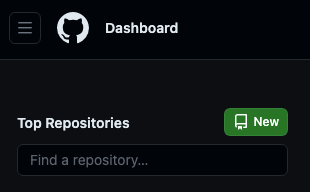 Dashboard
Top Repositories
New
Find a repository...